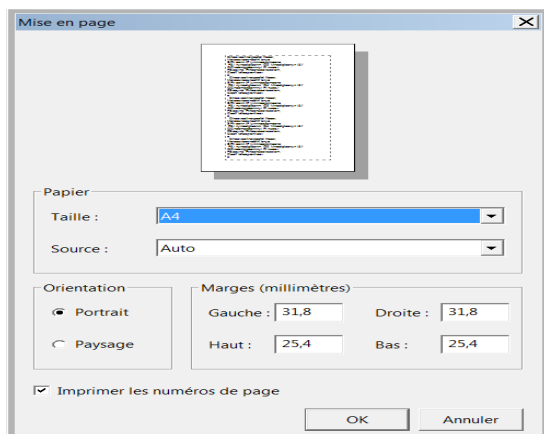 Mise en page
Papier
Taille :
A4
Source :
Auto
Orientation
Portrait
Paysage
Marges (millimètres)
Gauche : 31,8 Droite : 31,8
Haut : 25,4 Bas : 25,4
Imprimer les numéros de page
OK Annuler